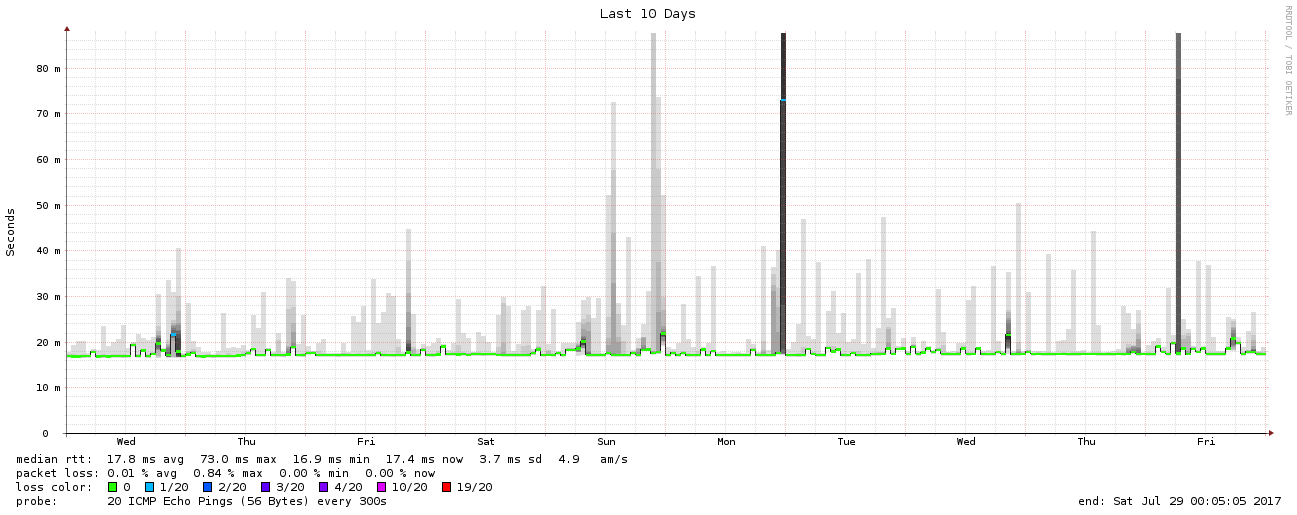 Last 10 Days
RRDTOOL / TOBI OETIKER
Seconds
80 m
70 m
60 m
50 m
40 m
30 m
20 m
10 m
0
Wed Thu Fri Sat Sun Mon Tue Wed Thu Fri
median rtt: 17.8 ms avg 73.0 ms max 16.9 ms min 17.4 ms now 3.7 ms sd 4.9 am/s
packet loss: 0.01 % avg 0.84 % max 0.00 % min 0.00 % now
loss color: 0 1/20 2/20 3/20 4/20 10/20 19/20
probe: 20 ICMP Echo Pings (56 Bytes) every 300s end: Sat Jul 29 00:05:05 2017